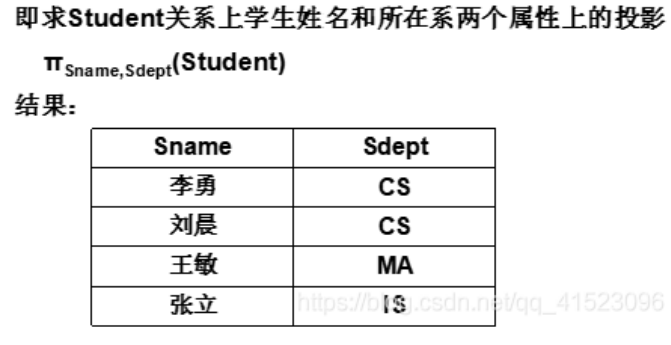 即求Student关系上学生姓名和所在系两个属性上的投影
πSname,Sdept(Student)
结果：
Sname Sdept
李勇 CS
刘晨 CS
王敏 MA
张立 IS
https://blog.csdn.net/qq_41523096